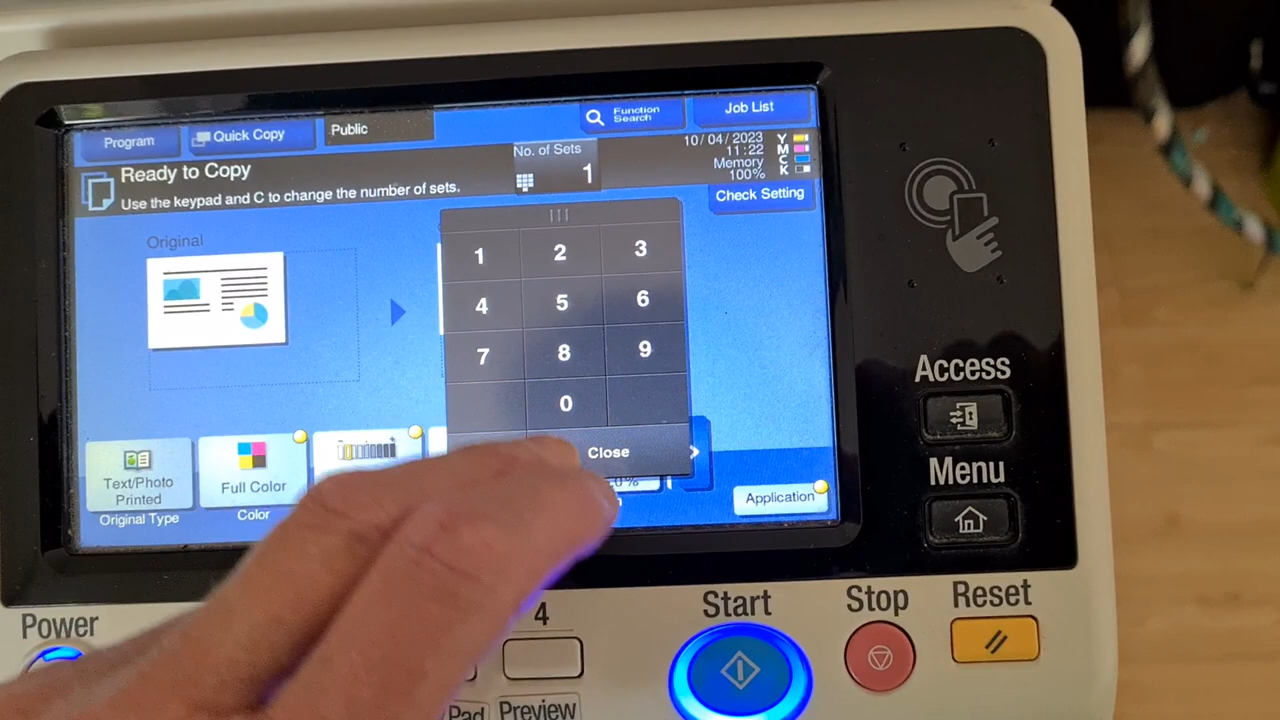 Program
Quick Copy
Public
Function
Search
Job List
Ready to Copy
Use the keypad and C to change the number of sets.
No. of Sets
1
10/04/2023
11:22
Memory
100%
Y
M
C
K
Check Setting
Original
1 2 3
4 5 6
7 8 9
0
Close
Text/Photo
Printed
Original Type
Full Color
Color
Application
Access
Menu
Power
4
Start
Stop
Reset
Pad
Preview